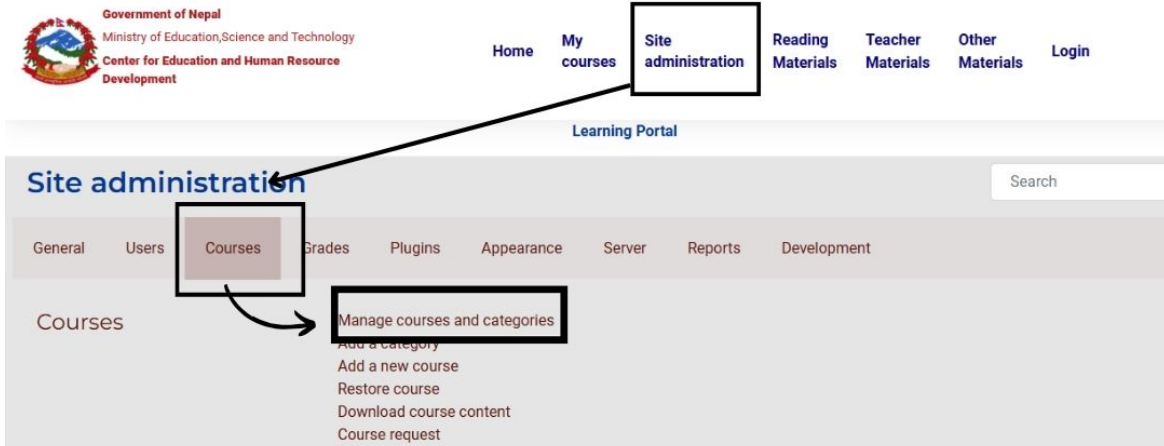 Government of Nepal
Ministry of Education,Science and Technology
Center for Education and Human Resource
Development
Home
My
courses
Site
administration
Reading
Materials
Teacher
Materials
Other
Materials
Login
Learning Portal
Site administration
Search
General Users Courses Grades Plugins Appearance Server Reports Development
Courses
Manage courses and categories
Add a category
Add a new course
Restore course
Download course content
Course request